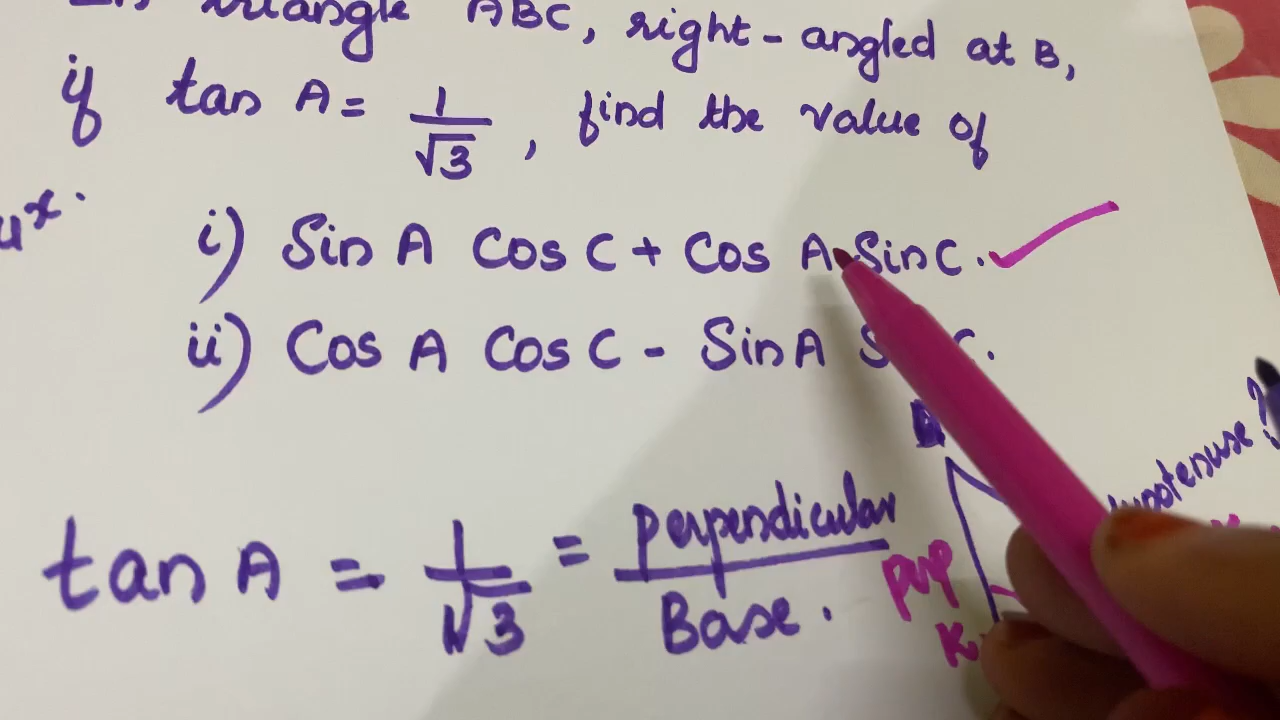 In triangle ABC, right-angled at B,
if tan A = 1/√3, find the value of
i) Sin A Cos C + Cos A Sin C.
ii) Cos A Cos C - Sin A C.
tan A = 1/√3 = Perpendicular/Base.
perp
K